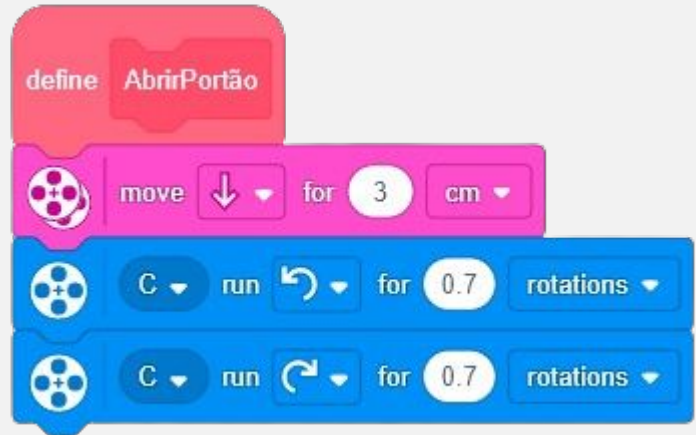 define AbrirPortão
move for 3 cm
C run for 0.7 rotations
C run for 0.7 rotations